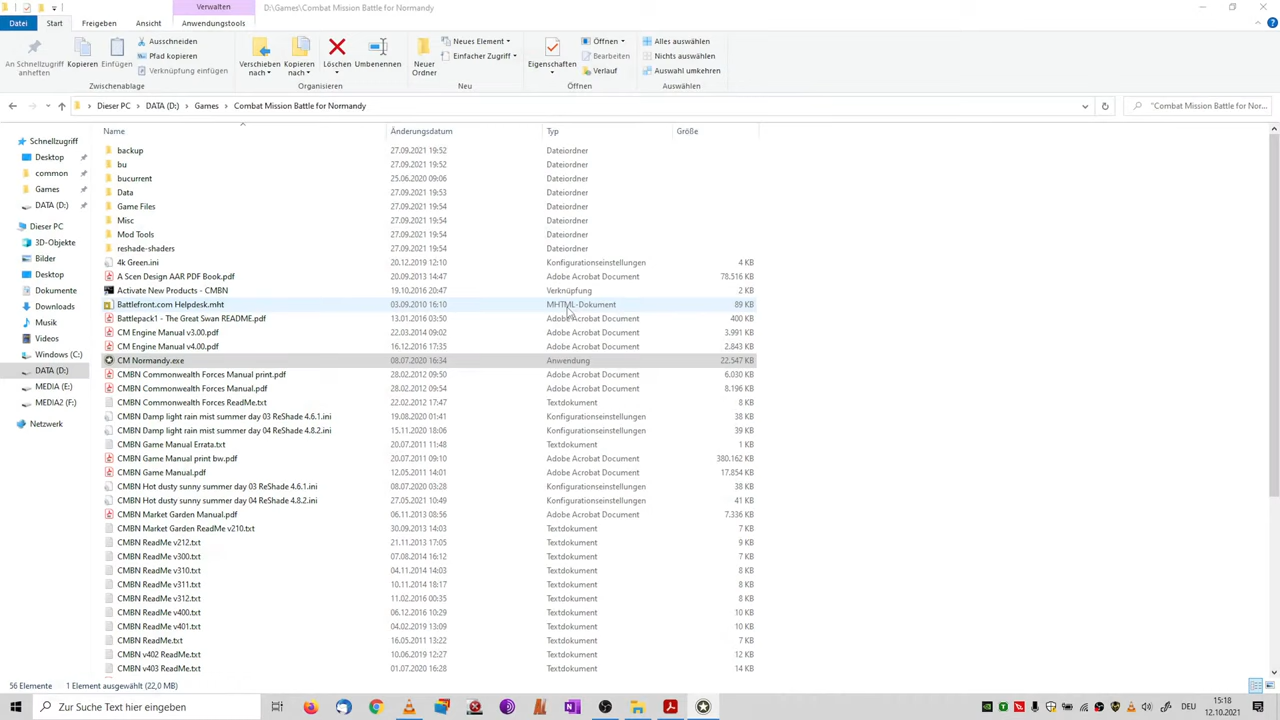 Verwalten
D:\Games\Combat Mission Battle for Normandy
Datei Start Freigeben Ansicht Anwendungstools
An Schnellzugriff anheften
Kopieren
Einfügen
Ausschneiden
Pfad kopieren
Verknüpfung einfügen
Zwischenablage
Verschieben nach
Kopieren nach
Löschen
Umbenennen
Organisieren
Neuer Ordner
Neues Element
Einfacher Zugriff
Neu
Eigenschaften
Öffnen
Bearbeiten
Verlauf
Öffnen
Alles auswählen
Nichts auswählen
Auswahl umkehren
Auswählen
Dieser PC > DATA (D:) > Games > Combat Mission Battle for Normandy
"Combat Mission Battle for Nor...
Schnellzugriff
Desktop
common
Games
DATA (D:)
Dieser PC
3D-Objekte
Bilder
Desktop
Dokumente
Downloads
Musik
Videos
Windows (C:)
DATA (D:)
MEDIA (E:)
MEDIA2 (F:)
Netzwerk
Name Änderungsdatum Typ Größe
backup 27.09.2021 19:52 Dateiordner
bu 27.09.2021 19:52 Dateiordner
bucurrent 25.06.2020 09:06 Dateiordner
Data 27.09.2021 19:53 Dateiordner
Game Files 27.09.2021 19:54 Dateiordner
Misc 27.09.2021 19:54 Dateiordner
Mod Tools 27.09.2021 19:54 Dateiordner
reshade-shaders 27.09.2021 19:54 Dateiordner
4k Green.ini 20.12.2019 12:10 Konfigurationseinstellungen 4 KB
A Scen Design AAR PDF Book.pdf 20.09.2013 14:47 Adobe Acrobat Document 78.516 KB
Activate New Products - CMBN 19.10.2016 20:47 Verknüpfung 2 KB
Battlefront.com Helpdesk.mht 03.09.2010 16:10 MHTML-Dokument 89 KB
Battlepack1 - The Great Swan README.pdf 13.01.2016 03:50 Adobe Acrobat Document 400 KB
CM Engine Manual v3.00.pdf 22.03.2014 09:02 Adobe Acrobat Document 3.991 KB
CM Engine Manual v4.00.pdf 16.12.2016 17:35 Adobe Acrobat Document 2.843 KB
CM Normandy.exe 08.07.2020 16:34 Anwendung 22.547 KB
CMBN Commonwealth Forces Manual print.pdf 28.02.2012 09:50 Adobe Acrobat Document 6.030 KB
CMBN Commonwealth Forces Manual.pdf 28.02.2012 09:54 Adobe Acrobat Document 8.196 KB
CMBN Commonwealth Forces ReadMe.txt 22.02.2012 17:47 Textdokument 8 KB
CMBN Damp light rain mist summer day 03 ReShade 4.6.1.ini 19.08.2020 01:41 Konfigurationseinstellungen 38 KB
CMBN Damp light rain mist summer day 04 ReShade 4.8.2.ini 15.11.2020 18:06 Konfigurationseinstellungen 39 KB
CMBN Game Manual Errata.txt 20.07.2011 11:48 Textdokument 1 KB
CMBN Game Manual print bw.pdf 20.07.2011 09:10 Adobe Acrobat Document 380.162 KB
CMBN Game Manual.pdf 12.05.2011 14:01 Adobe Acrobat Document 17.854 KB
CMBN Hot dusty sunny summer day 03 ReShade 4.6.1.ini 08.07.2020 03:28 Konfigurationseinstellungen 38 KB
CMBN Hot dusty sunny summer day 04 ReShade 4.8.2.ini 27.05.2021 10:49 Konfigurationseinstellungen 41 KB
CMBN Market Garden Manual.pdf 06.11.2013 08:56 Adobe Acrobat Document 7.336 KB
CMBN Market Garden ReadMe v210.txt 30.09.2013 14:03 Textdokument 7 KB
CMBN ReadMe v212.txt 21.11.2013 17:05 Textdokument 9 KB
CMBN ReadMe v300.txt 07.08.2014 16:12 Textdokument 7 KB
CMBN ReadMe v310.txt 04.11.2014 14:03 Textdokument 8 KB
CMBN ReadMe v311.txt 10.11.2014 18:17 Textdokument 8 KB
CMBN ReadMe v312.txt 11.02.2016 00:35 Textdokument 8 KB
CMBN ReadMe v400.txt 06.12.2016 10:29 Textdokument 10 KB
CMBN ReadMe v401.txt 04.02.2019 13:09 Textdokument 10 KB
CMBN ReadMe.txt 16.05.2011 13:22 Textdokument 7 KB
CMBN v402 ReadMe.txt 10.06.2019 12:27 Textdokument 12 KB
CMBN v403 ReadMe.txt 01.07.2020 16:28 Textdokument 14 KB
56 Elemente 1 Element ausgewählt (22,0 MB)
Zur Suche Text hier eingeben
DEU
15:18
12.10.2021